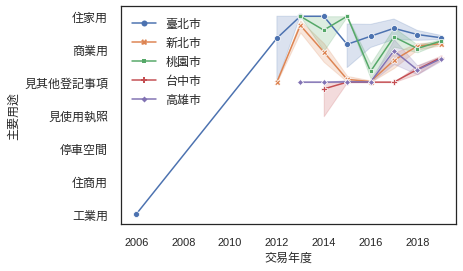 住家用
商業用
見其他登記事項
見使用執照
停車空間
住商用
工業用
主要用途
臺北市
新北市
桃園市
台中市
高雄市
2006 2008 2010 2012 2014 2016 2018
交易年度